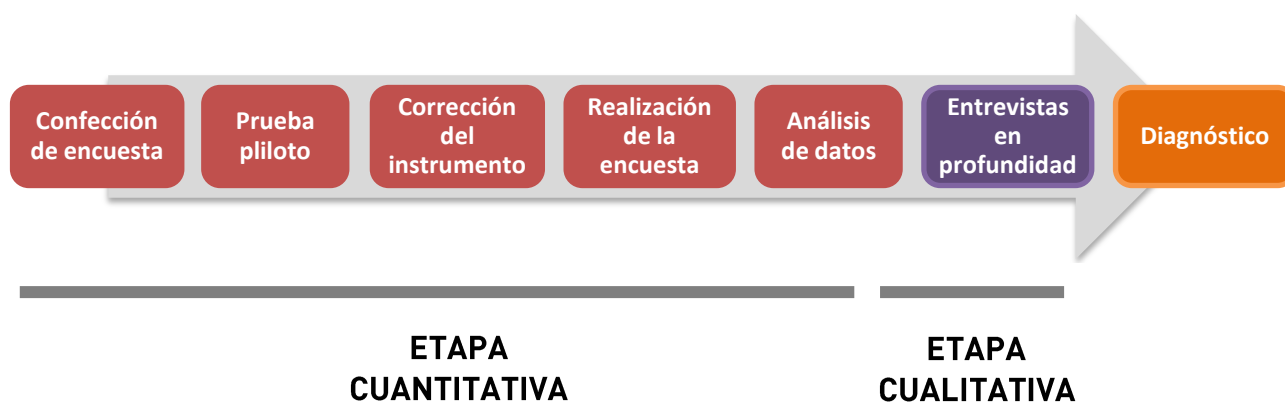 Confección
de encuesta
Prueba
pliloto
Corrección
del
instrumento
Realización
de la
encuesta
Análisis
de datos
Entrevistas
en
profundidad
Diagnóstico
ETAPA
CUANTITATIVA
ETAPA
CUALITATIVA